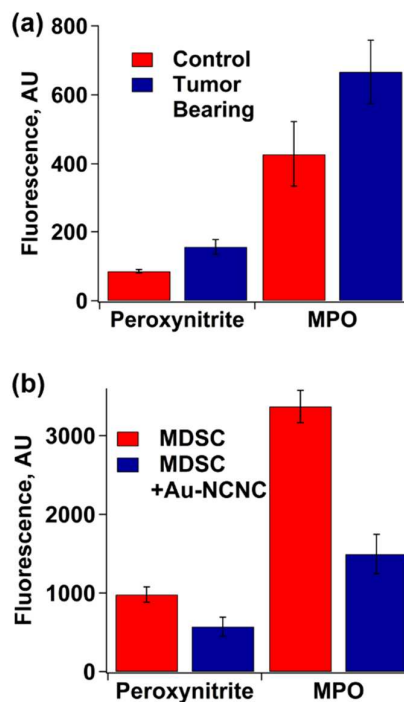 (a)
800
600
400
200
0
Fluorescence, AU
Control
Tumor
Bearing
Peroxynitrite MPO
(b)
3000
2000
1000
0
Fluorescence, AU
MDSC
MDSC
+Au-NCNC
Peroxynitrite MPO